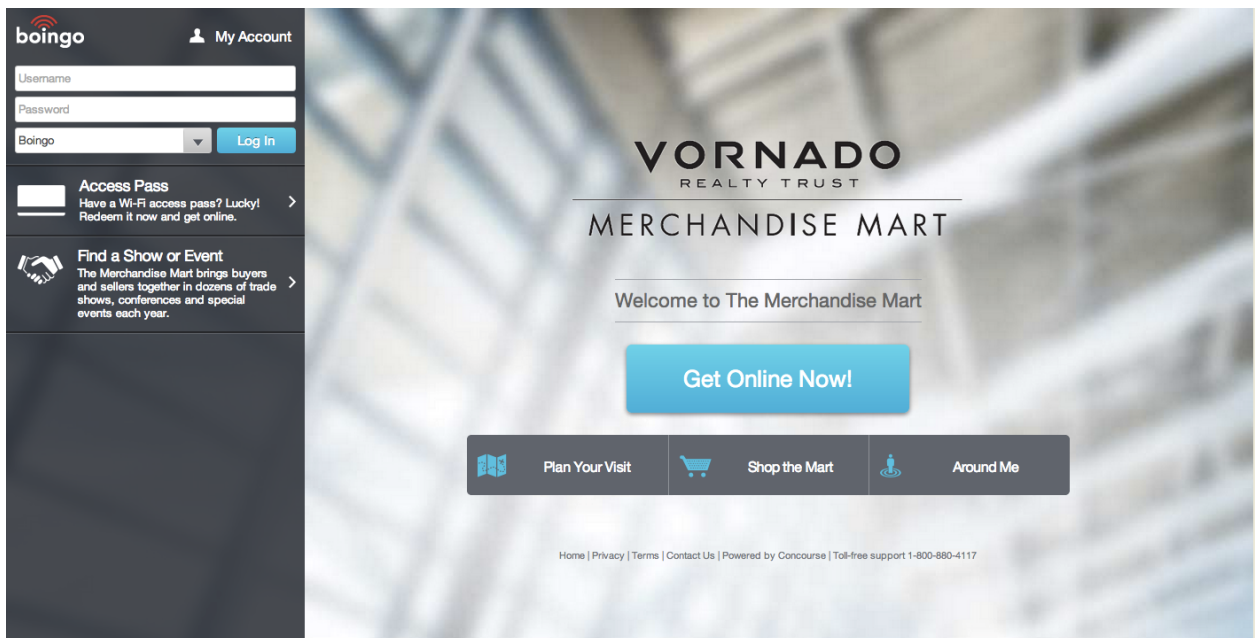 boingo
My Account
Username
Password
Boingo
Log In
Access Pass
Have a Wi-Fi access pass? Lucky!
Redeem it now and get online.
Find a Show or Event
The Merchandise Mart brings buyers
and sellers together in dozens of trade
shows, conferences and special
events each year.
VORNADO
REALTY TRUST
MERCHANDISE MART
Welcome to The Merchandise Mart
Get Online Now!
Plan Your Visit
Shop the Mart
Around Me
Home | Privacy | Terms | Contact Us | Powered by Concourse | Toll-free support 1-800-880-4117